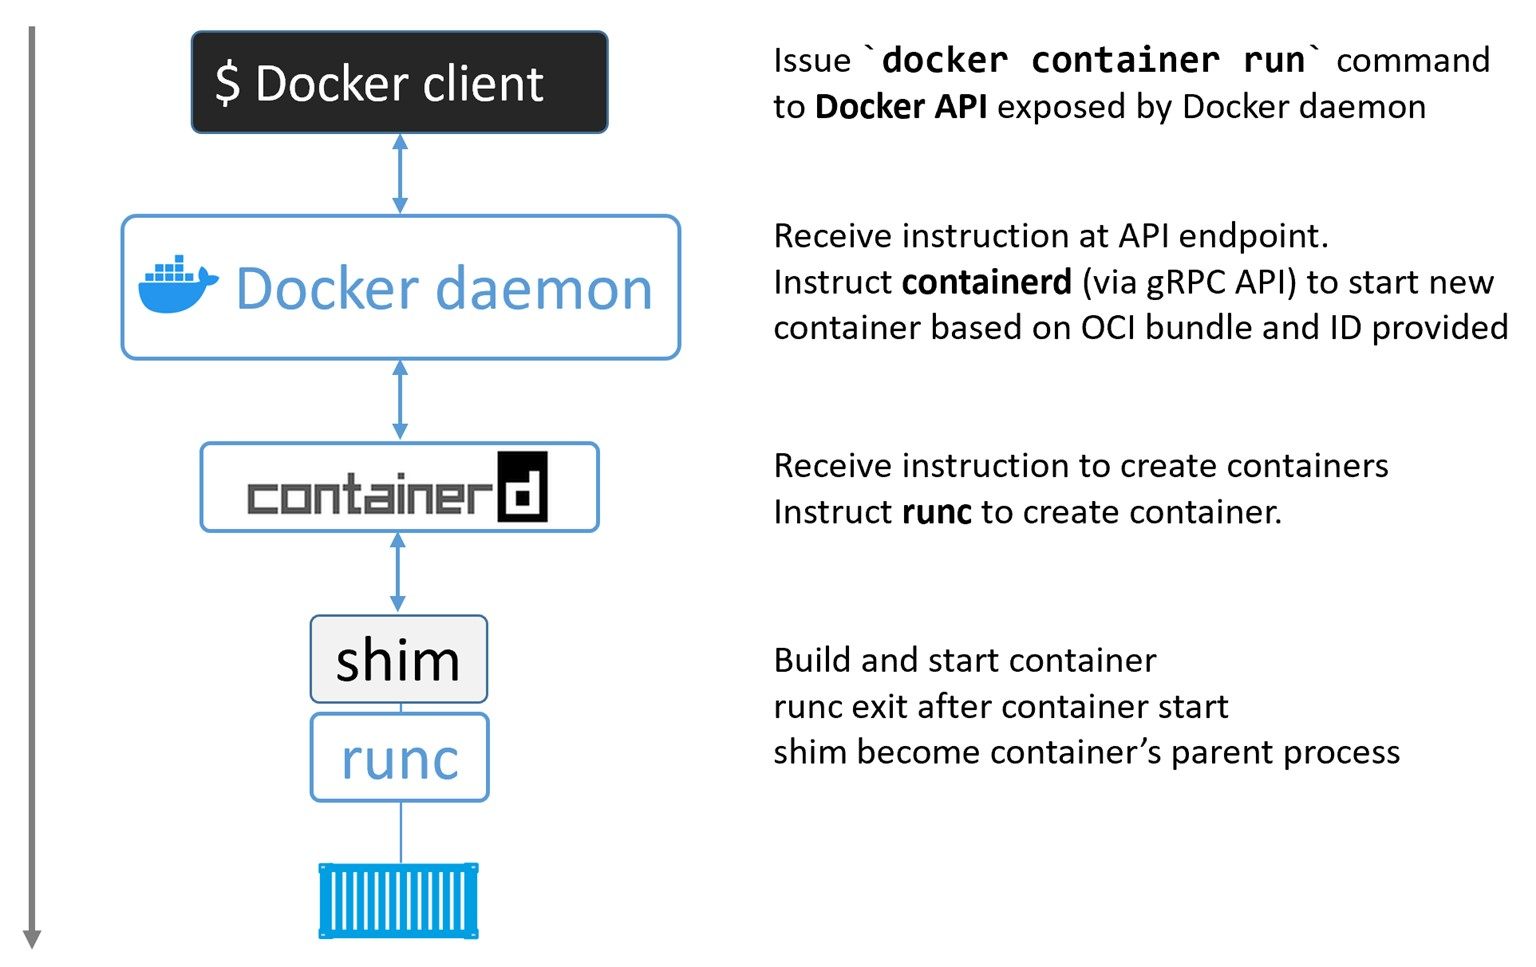 $ Docker client
Issue `docker container run` command
to Docker API exposed by Docker daemon
Docker daemon
Receive instruction at API endpoint.
Instruct containerd (via gRPC API) to start new
container based on OCI bundle and ID provided
containerd
Receive instruction to create containers
Instruct runc to create container.
shim
runc
Build and start container
runc exit after container start
shim become container’s parent process